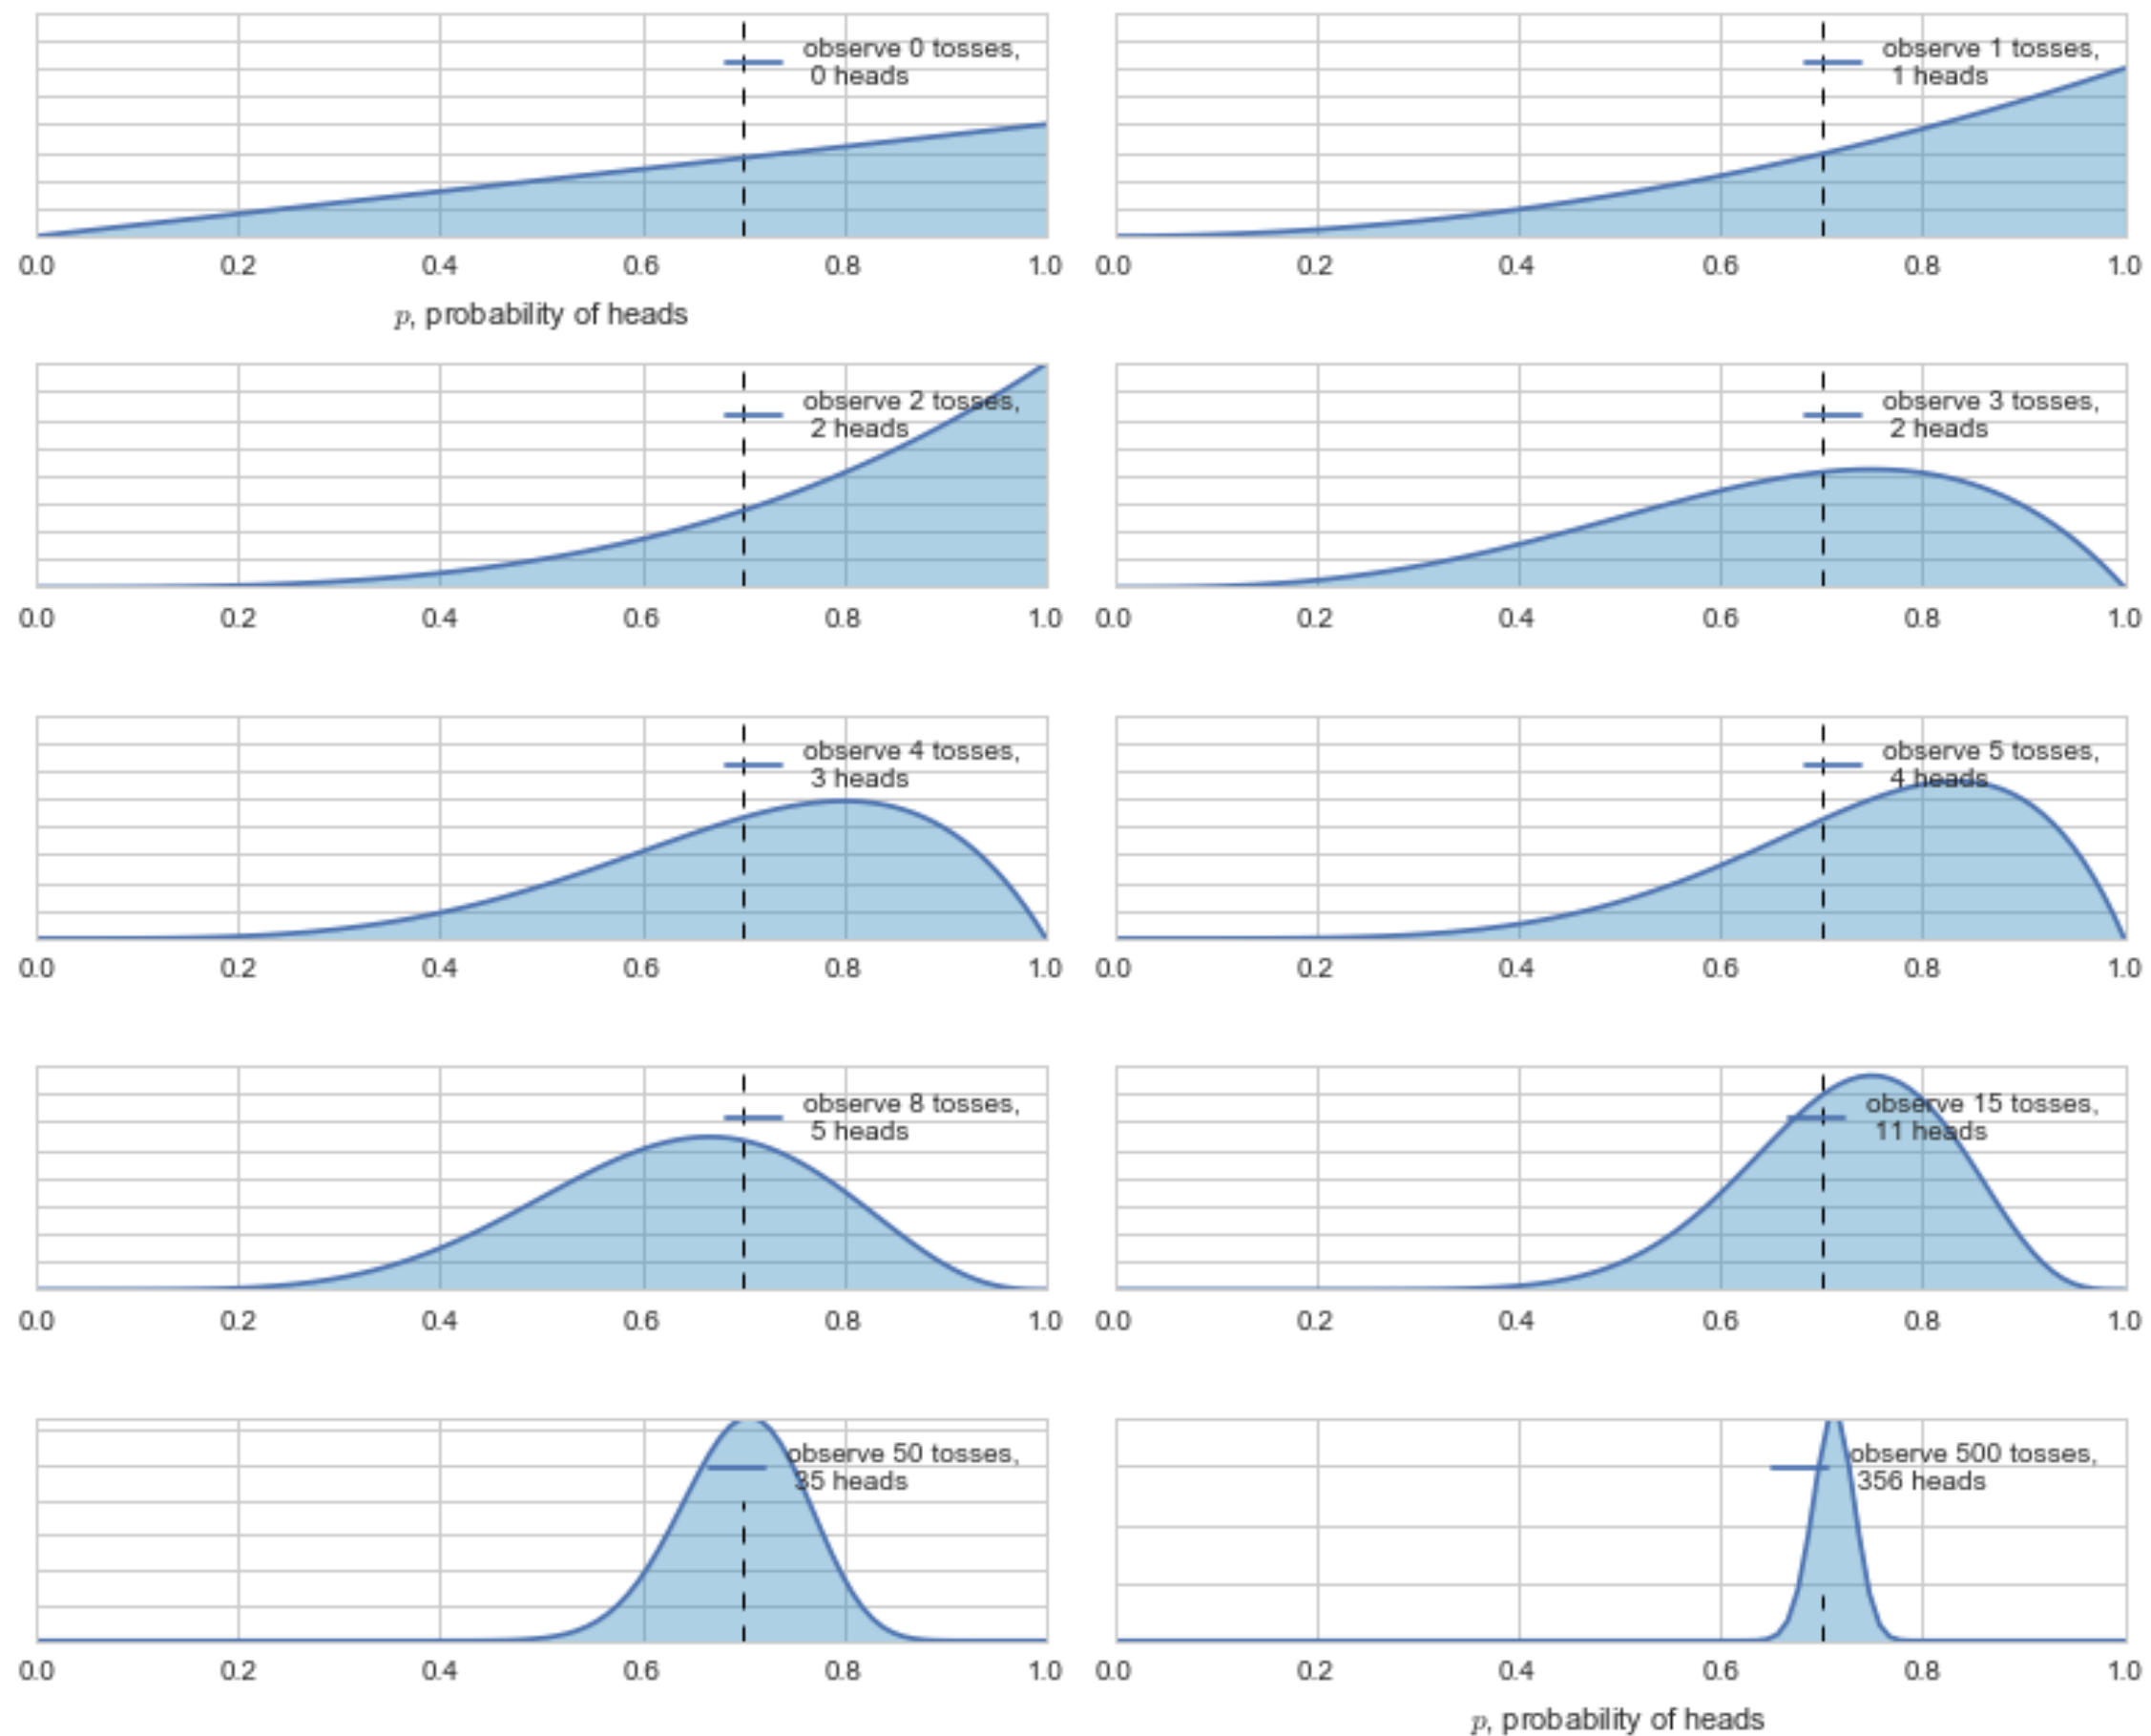 observe 0 tosses,
0 heads
0.0 0.2 0.4 0.6 0.8 1.0
p, probability of heads
observe 1 tosses,
1 heads
0.0 0.2 0.4 0.6 0.8 1.0
observe 2 tosses,
2 heads
0.0 0.2 0.4 0.6 0.8 1.0
observe 3 tosses,
2 heads
0.0 0.2 0.4 0.6 0.8 1.0
observe 4 tosses,
3 heads
0.0 0.2 0.4 0.6 0.8 1.0
observe 5 tosses,
4 heads
0.0 0.2 0.4 0.6 0.8 1.0
observe 8 tosses,
5 heads
0.0 0.2 0.4 0.6 0.8 1.0
observe 15 tosses,
11 heads
0.0 0.2 0.4 0.6 0.8 1.0
observe 50 tosses,
35 heads
0.0 0.2 0.4 0.6 0.8 1.0
observe 500 tosses,
356 heads
0.0 0.2 0.4 0.6 0.8 1.0
p, probability of heads